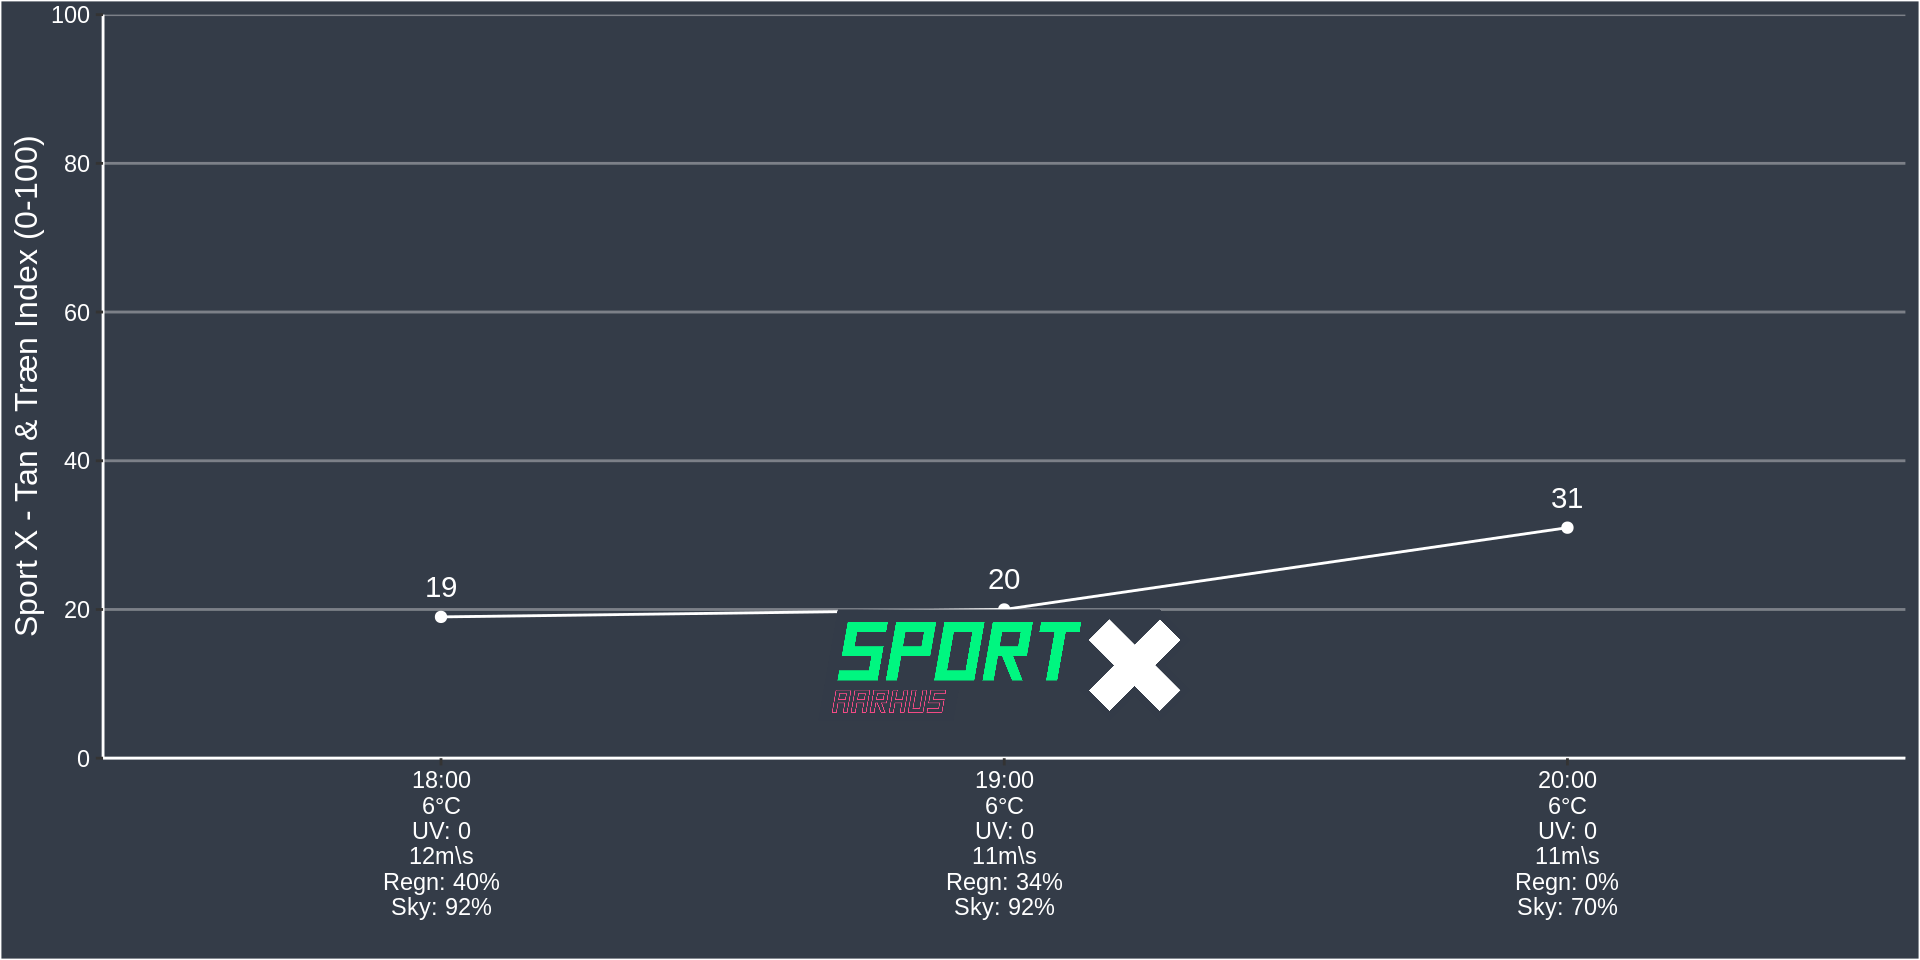 Sport X - Tan & Træn Index (0-100)
100
80
60
40
20
0
19
20
31
SPORT X
AARHUS
18:00
6°C
UV: 0
12m\s
Regn: 40%
Sky: 92%
19:00
6°C
UV: 0
11m\s
Regn: 34%
Sky: 92%
20:00
6°C
UV: 0
11m\s
Regn: 0%
Sky: 70%